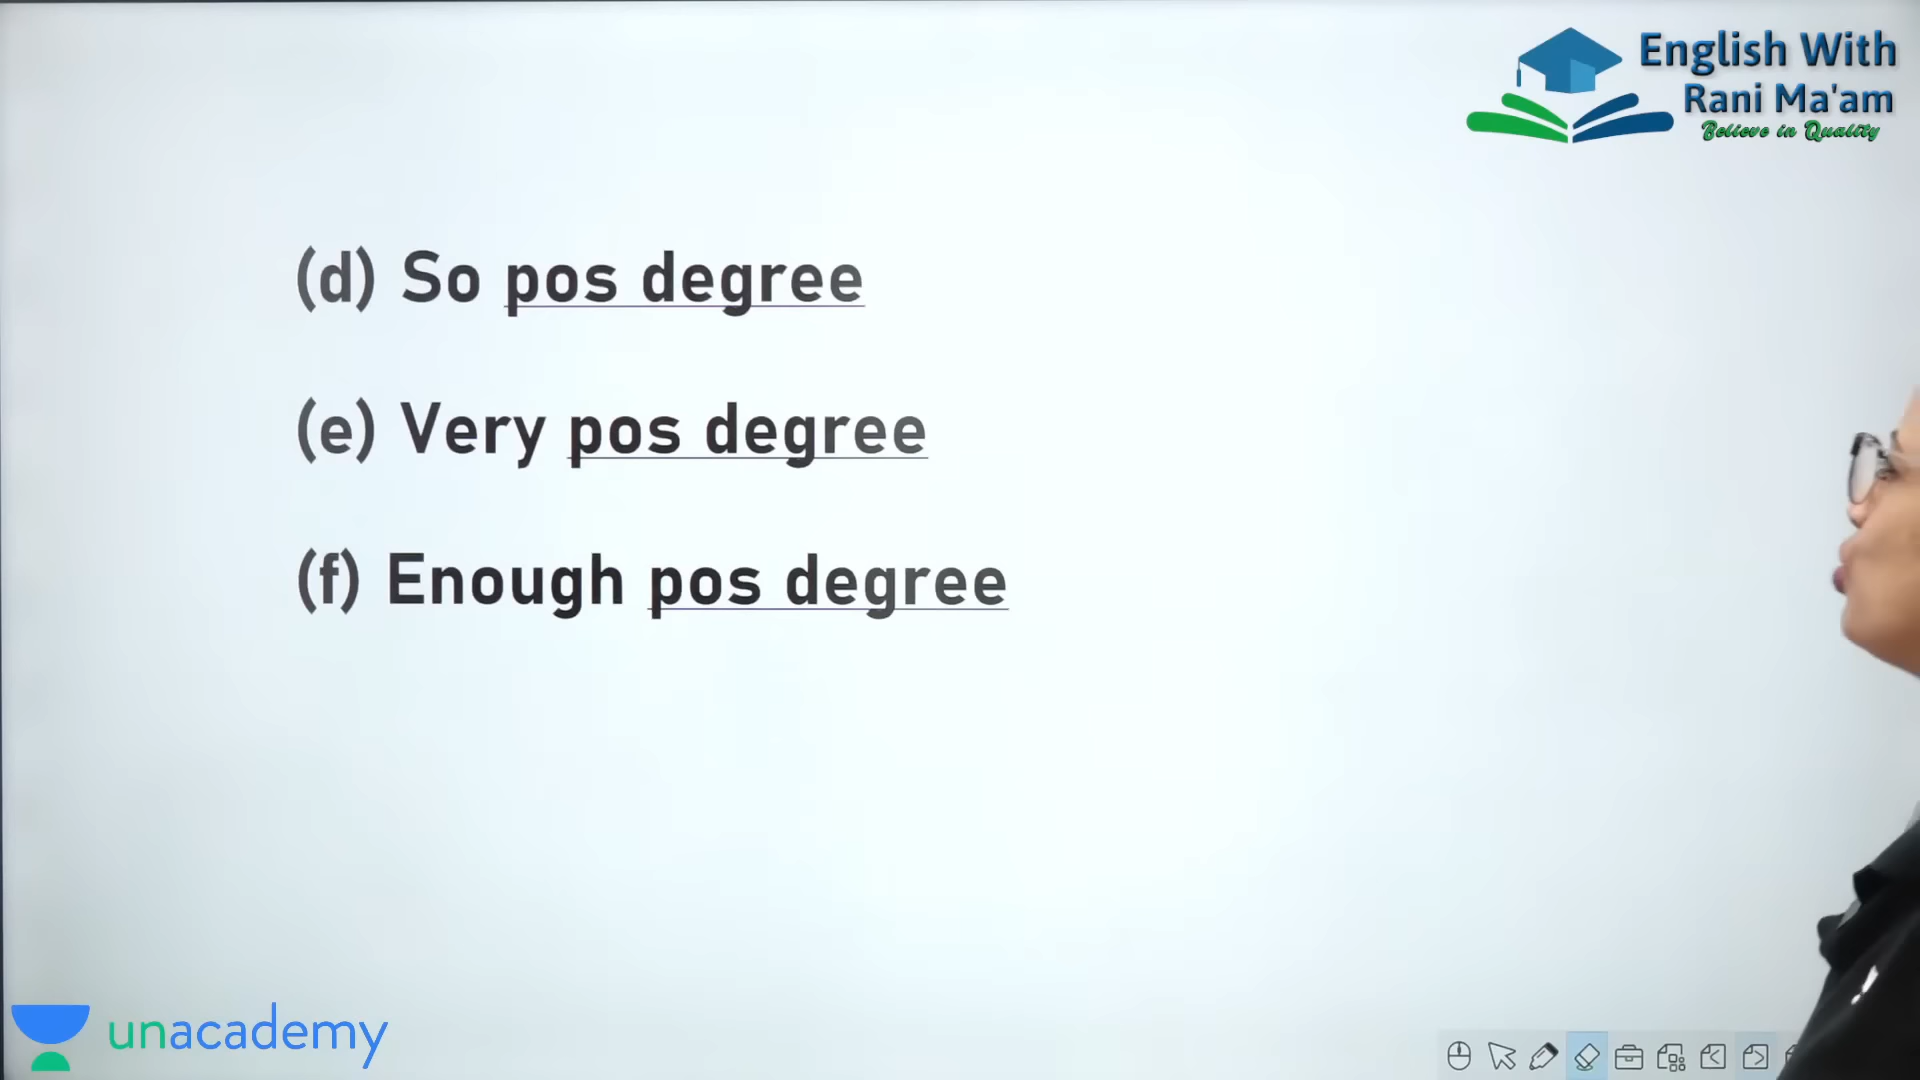 English With
Rani Ma'am
Believe in Quality
(d) So pos degree
(e) Very pos degree
(f) Enough pos degree
unacademy